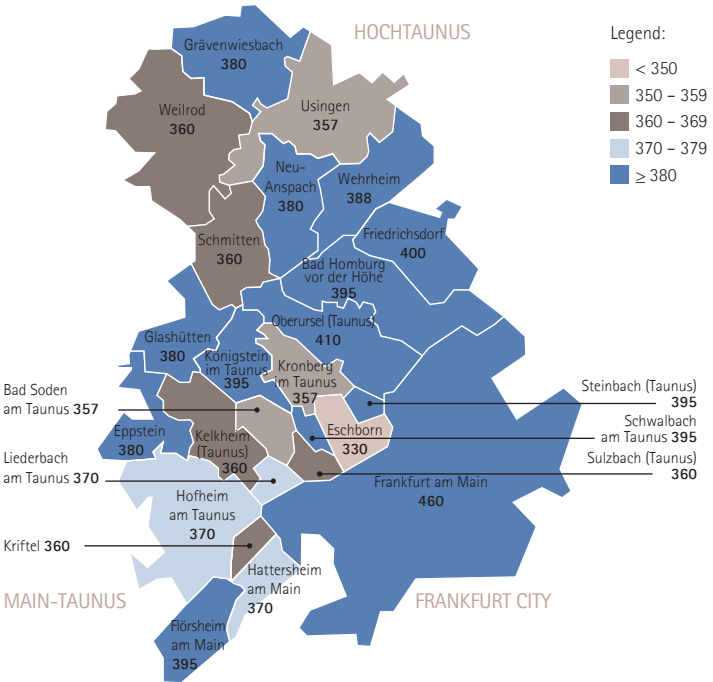 HOCHTAUNUS
Legend:
< 350
350 – 359
360 – 369
370 – 379
≥ 380
Grävenwiesbach
380
Weilrod
360
Usingen
357
Neu-
Anspach
380
Wehrheim
388
Schmitten
360
Friedrichsdorf
400
Bad Homburg
vor der Höhe
395
Oberursel (Taunus)
410
Glashütten
380
Königstein
im Taunus
395
Kronberg
im Taunus
357
Bad Soden
am Taunus 357
Steinbach (Taunus)
395
Eppstein
380
Kelkheim
(Taunus)
360
Eschborn
330
Schwalbach
am Taunus 395
Liederbach
am Taunus 370
Sulzbach (Taunus)
360
Frankfurt am Main
460
Hofheim
am Taunus
370
Kriftel 360
Hattersheim
am Main
370
MAIN-TAUNUS
FRANKFURT CITY
Flörsheim
am Main
395